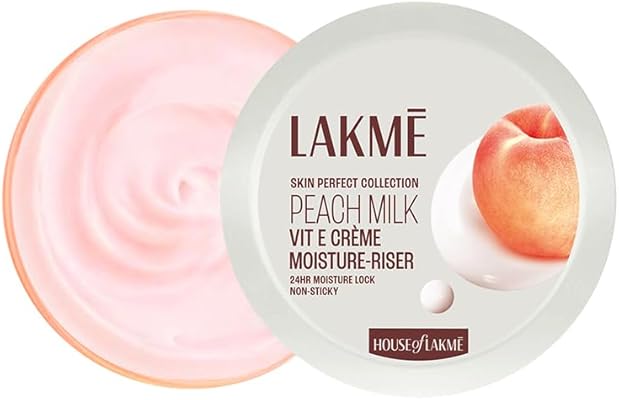 LAKMĒ
SKIN PERFECT COLLECTION
PEACH MILK
VIT E CRÈME
MOISTURE-RISER
24HR MOISTURE LOCK
NON-STICKY
HOUSE of LAKMĒ